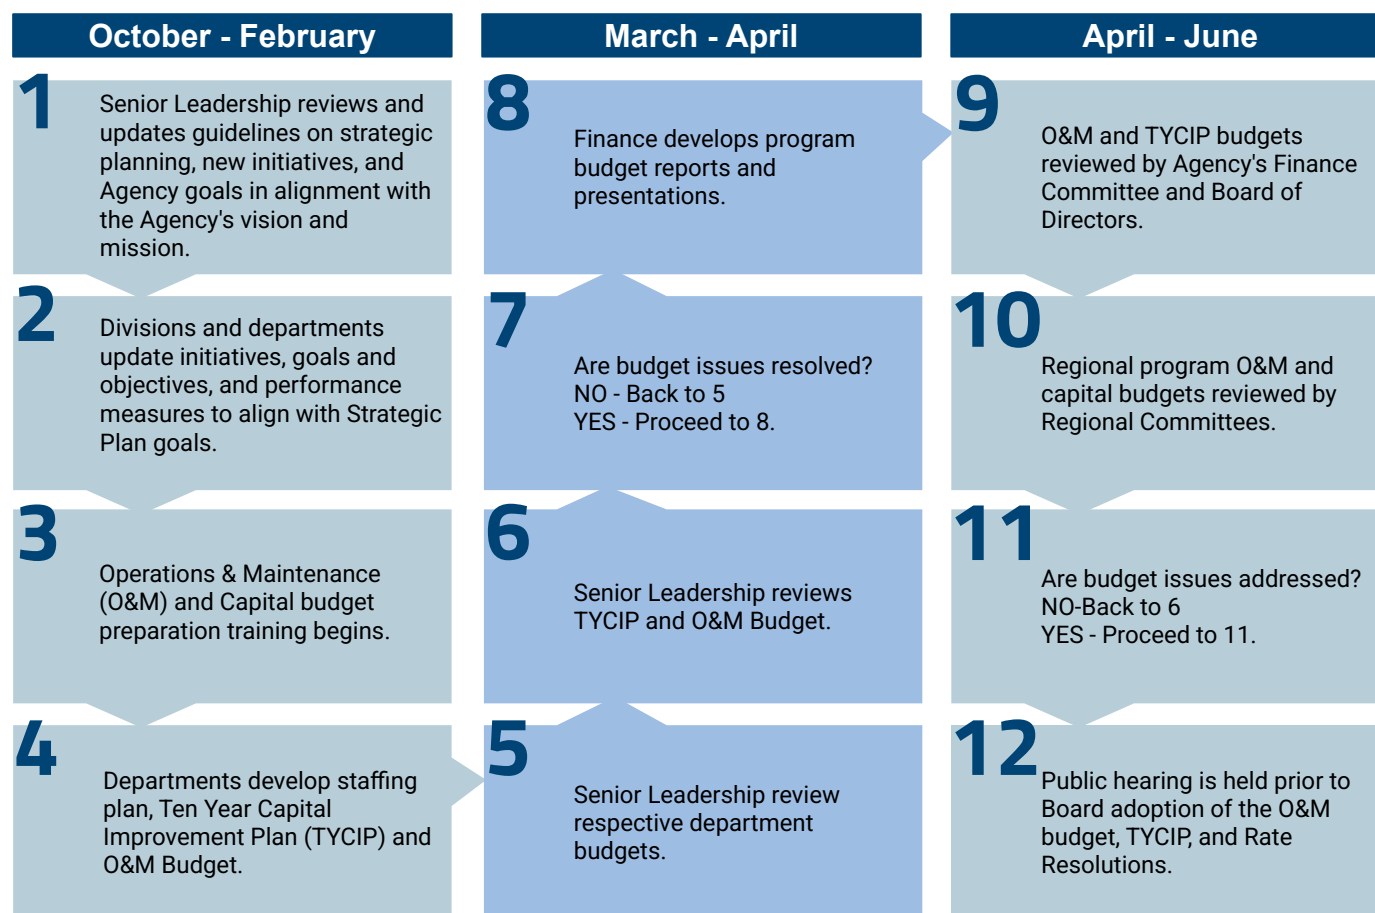 October - February
1
Senior Leadership reviews and
updates guidelines on strategic
planning, new initiatives, and
Agency goals in alignment with
the Agency's vision and
mission.
2
Divisions and departments
update initiatives, goals and
objectives, and performance
measures to align with Strategic
Plan goals.
3
Operations & Maintenance
(O&M) and Capital budget
preparation training begins.
4
Departments develop staffing
plan, Ten Year Capital
Improvement Plan (TYCIP) and
O&M Budget.
March - April
8
Finance develops program
budget reports and
presentations.
7
Are budget issues resolved?
NO - Back to 5
YES - Proceed to 8.
6
Senior Leadership reviews
TYCIP and O&M Budget.
5
Senior Leadership review
respective department
budgets.
April - June
9
O&M and TYCIP budgets
reviewed by Agency's Finance
Committee and Board of
Directors.
10
Regional program O&M and
capital budgets reviewed by
Regional Committees.
11
Are budget issues addressed?
NO-Back to 6
YES - Proceed to 11.
12
Public hearing is held prior to
Board adoption of the O&M
budget, TYCIP, and Rate
Resolutions.